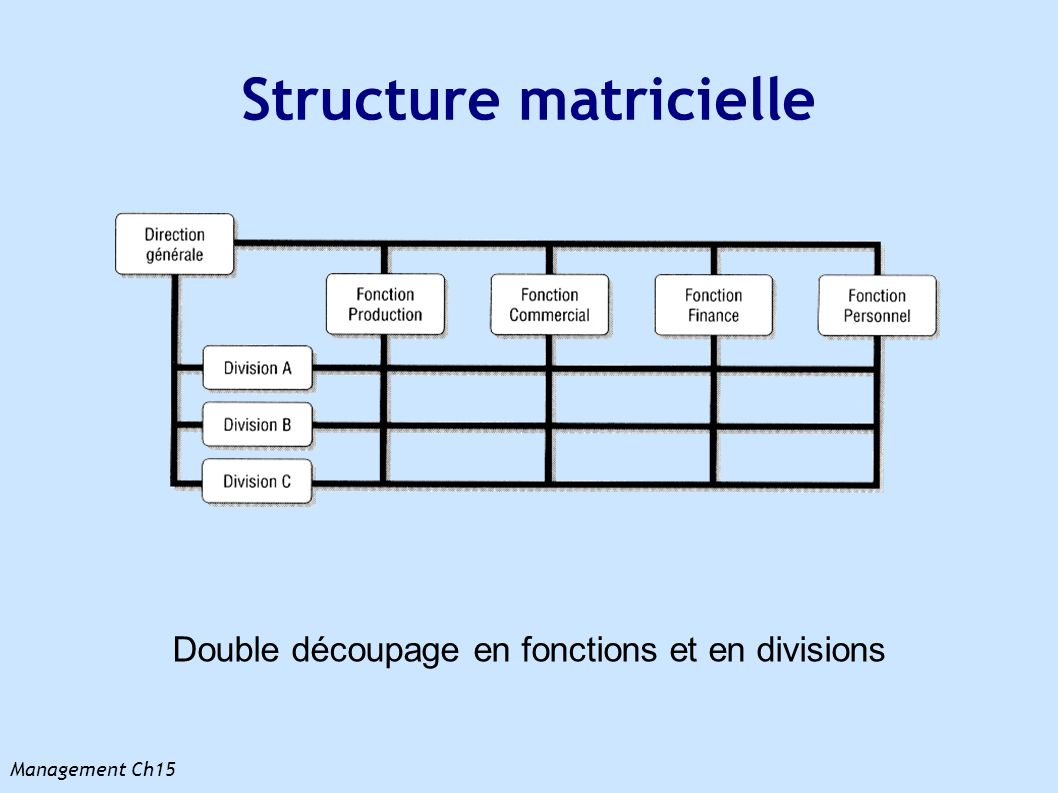 Structure matricielle
Direction
générale
Fonction
Production
Fonction
Commercial
Fonction
Finance
Fonction
Personnel
Division A
Division B
Division C
Double découpage en fonctions et en divisions
Management Ch15